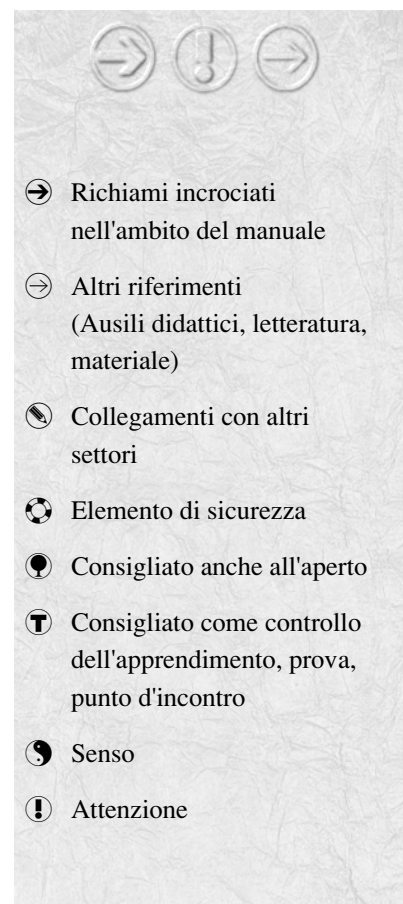 Richiami incrociati
nell'ambito del manuale
Altri riferimenti
(Ausili didattici, letteratura,
materiale)
Collegamenti con altri
settori
Elemento di sicurezza
Consigliato anche all'aperto
T Consigliato come controllo
dell'apprendimento, prova,
punto d'incontro
Senso
! Attenzione